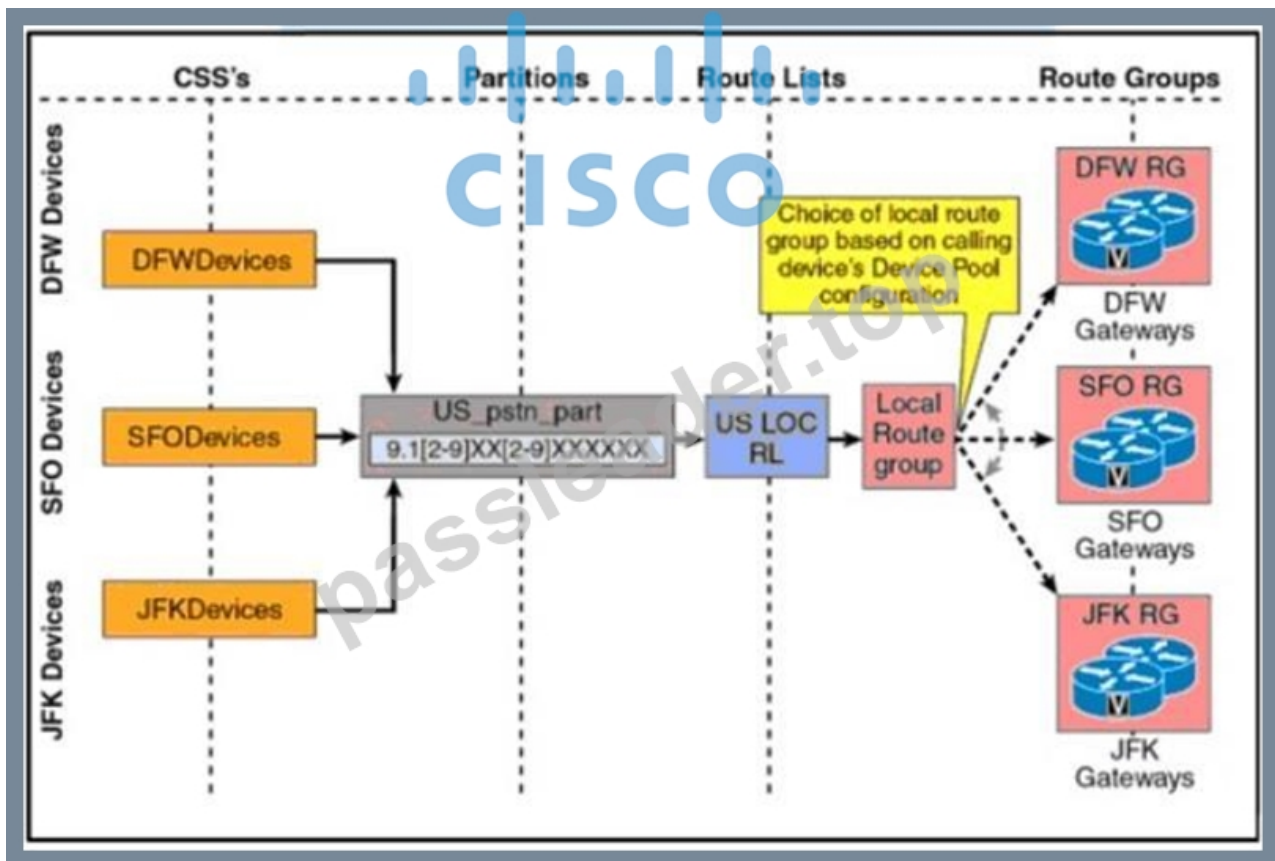 CSS's
Partitions
Route Lists
Route Groups
CISCO
DFW Devices
SFO Devices
JFK Devices
DFWDevices
SFODevices
JFKDevices
US_pstn_part
9.1[2-9]XX[2-9]XXXXXX
US LOC
RL
Local
Route
group
Choice of local route
group based on calling
device's Device Pool
configuration
DFW RG
V
DFW
Gateways
SFO RG
V
SFO
Gateways
JFK RG
V
JFK
Gateways
passleader.top